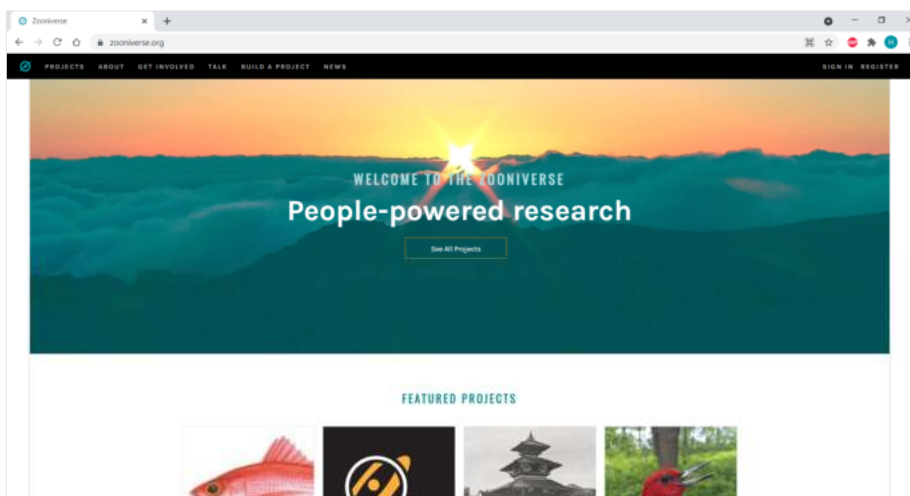 Zooniverse
zooniverse.org
PROJECTS ABOUT GET INVOLVED TALK BUILD A PROJECT NEWS SIGN IN REGISTER
WELCOME TO THE ZOONIVERSE
People-powered research
See All Projects
FEATURED PROJECTS